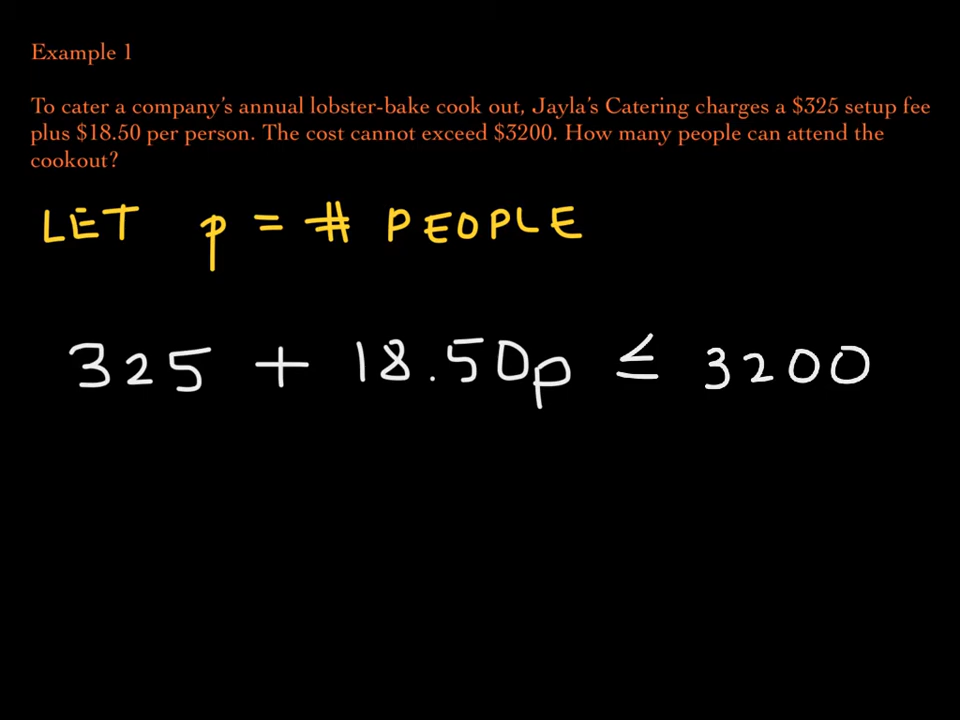 Example 1
To cater a company's annual lobster-bake cook out, Jayla's Catering charges a $325 setup fee
plus $18.50 per person. The cost cannot exceed $3200. How many people can attend the
cookout?
LET p = # PEOPLE
325 + 18.50p ≤ 3200